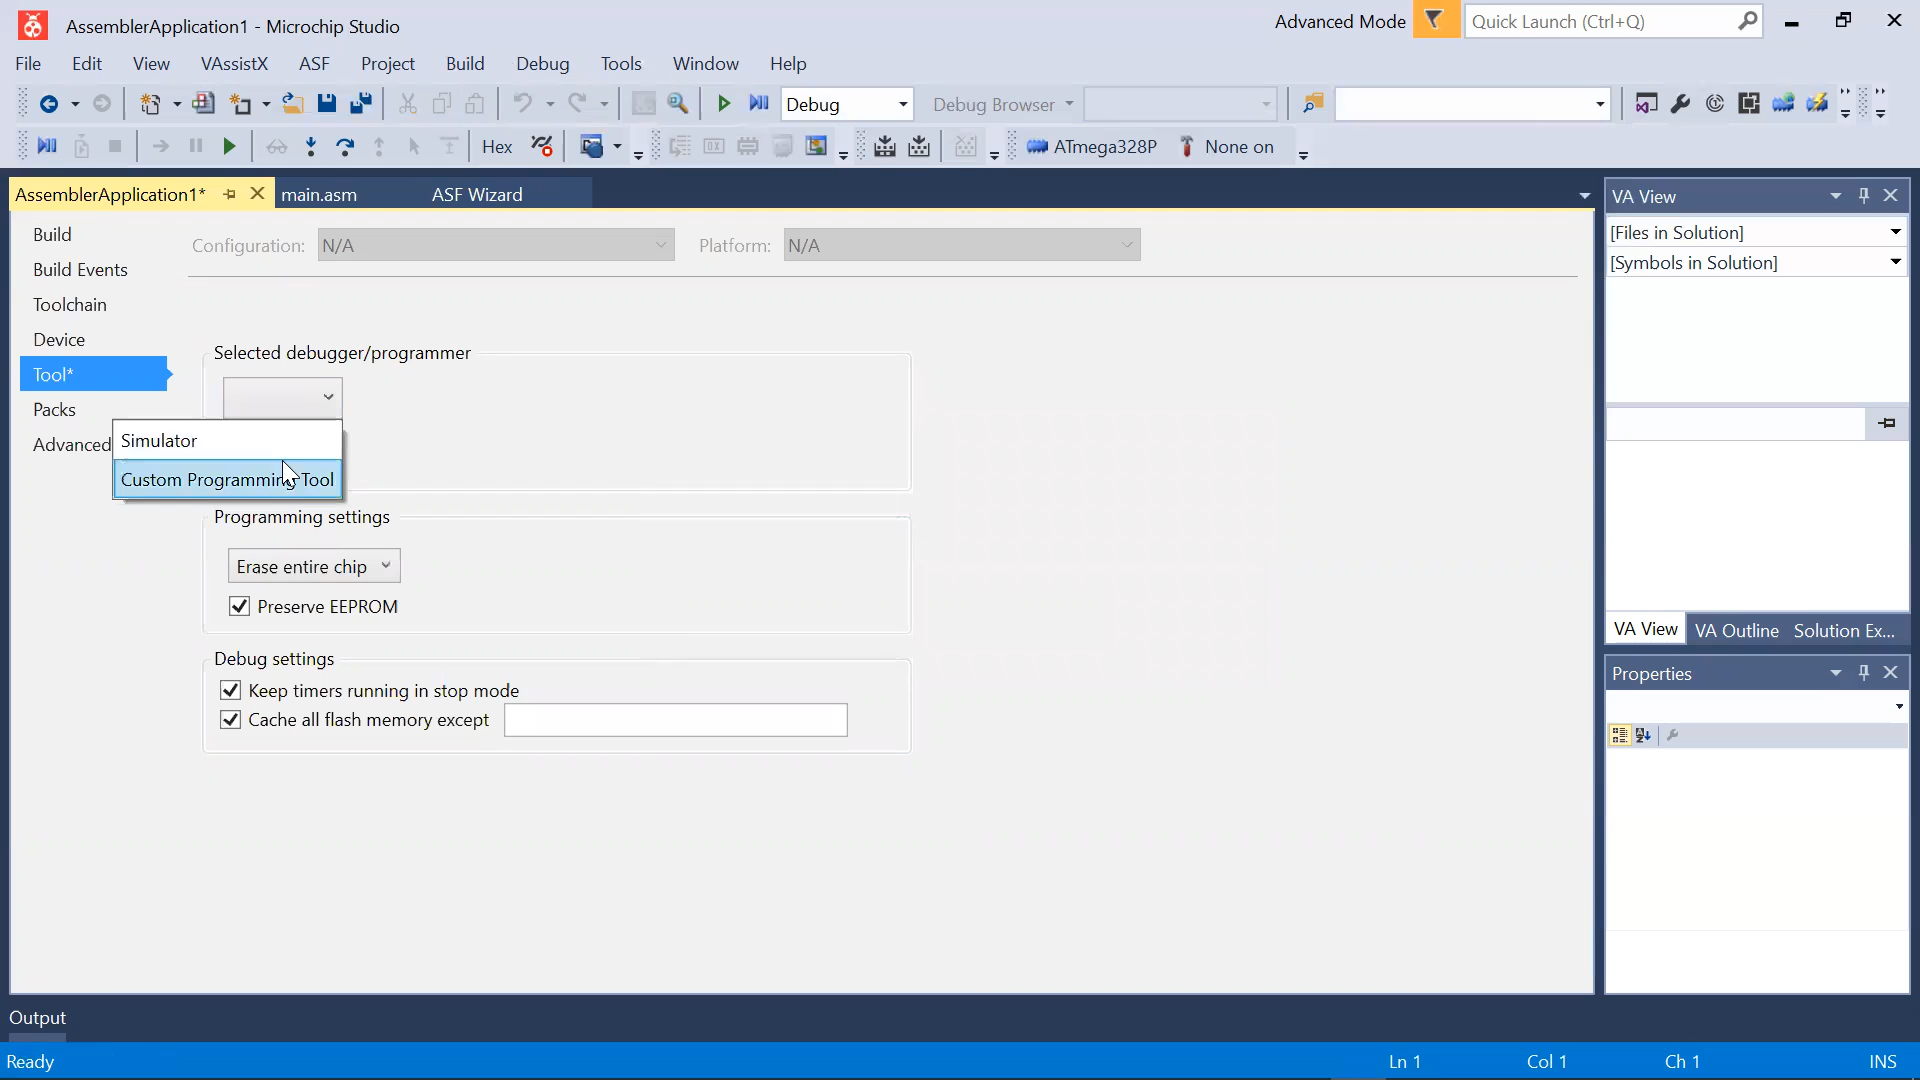 AssemblerApplication1 - Microchip Studio
Advanced Mode
Quick Launch (Ctrl+Q)
File Edit View VAssistX ASF Project Build Debug Tools Window Help
Debug
Debug Browser
Hex
ATmega328P
None on
AssemblerApplication1*
main.asm
ASF Wizard
Build
Build Events
Toolchain
Device
Tool*
Packs
Advanced
Configuration: N/A Platform: N/A
Selected debugger/programmer
Simulator
Custom Programming Tool
Programming settings
Erase entire chip
Preserve EEPROM
Debug settings
Keep timers running in stop mode
Cache all flash memory except
VA View
[Files in Solution]
[Symbols in Solution]
VA View VA Outline Solution Ex...
Properties
Output
Ready
Ln 1 Col 1 Ch 1 INS